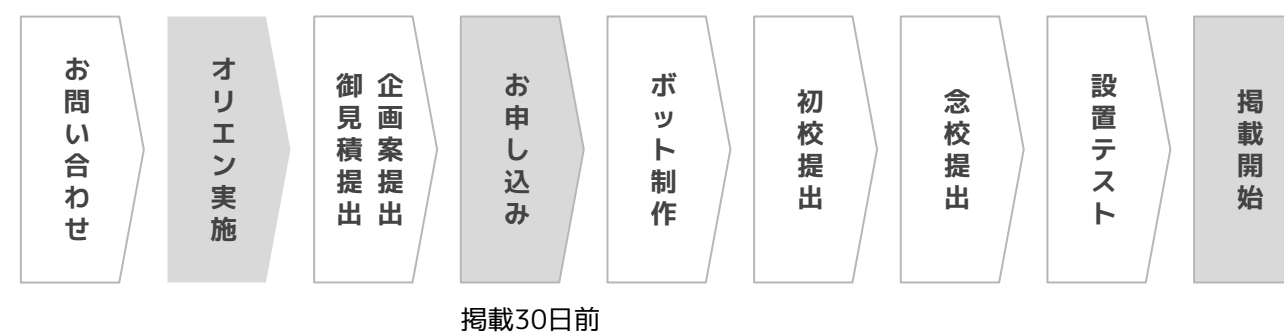 お問い合わせ
オリエン実施
企画案提出
御見積提出
お申し込み
ボット制作
初校提出
念校提出
設置テスト
掲載開始
掲載30日前